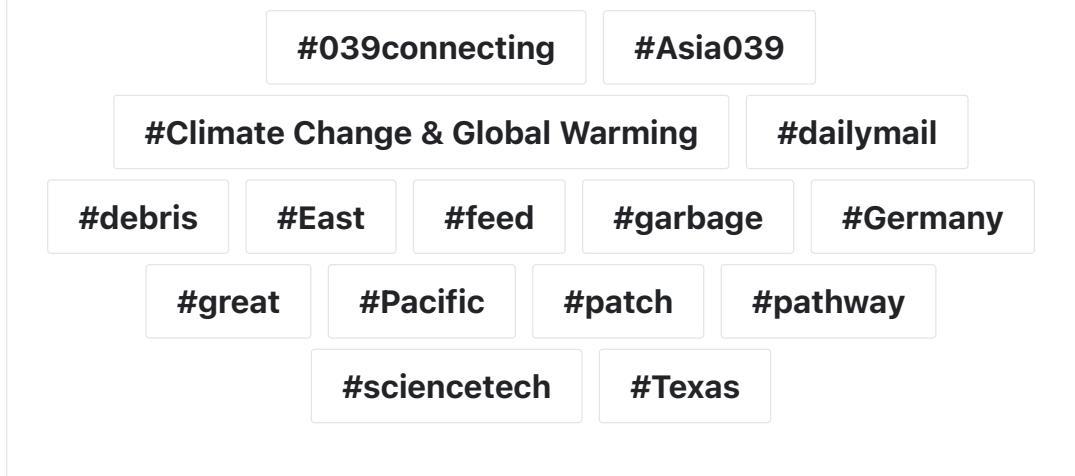 #039connecting #Asia039
#Climate Change & Global Warming #dailymail
#debris #East #feed #garbage #Germany
#great #Pacific #patch #pathway
#sciencetech #Texas